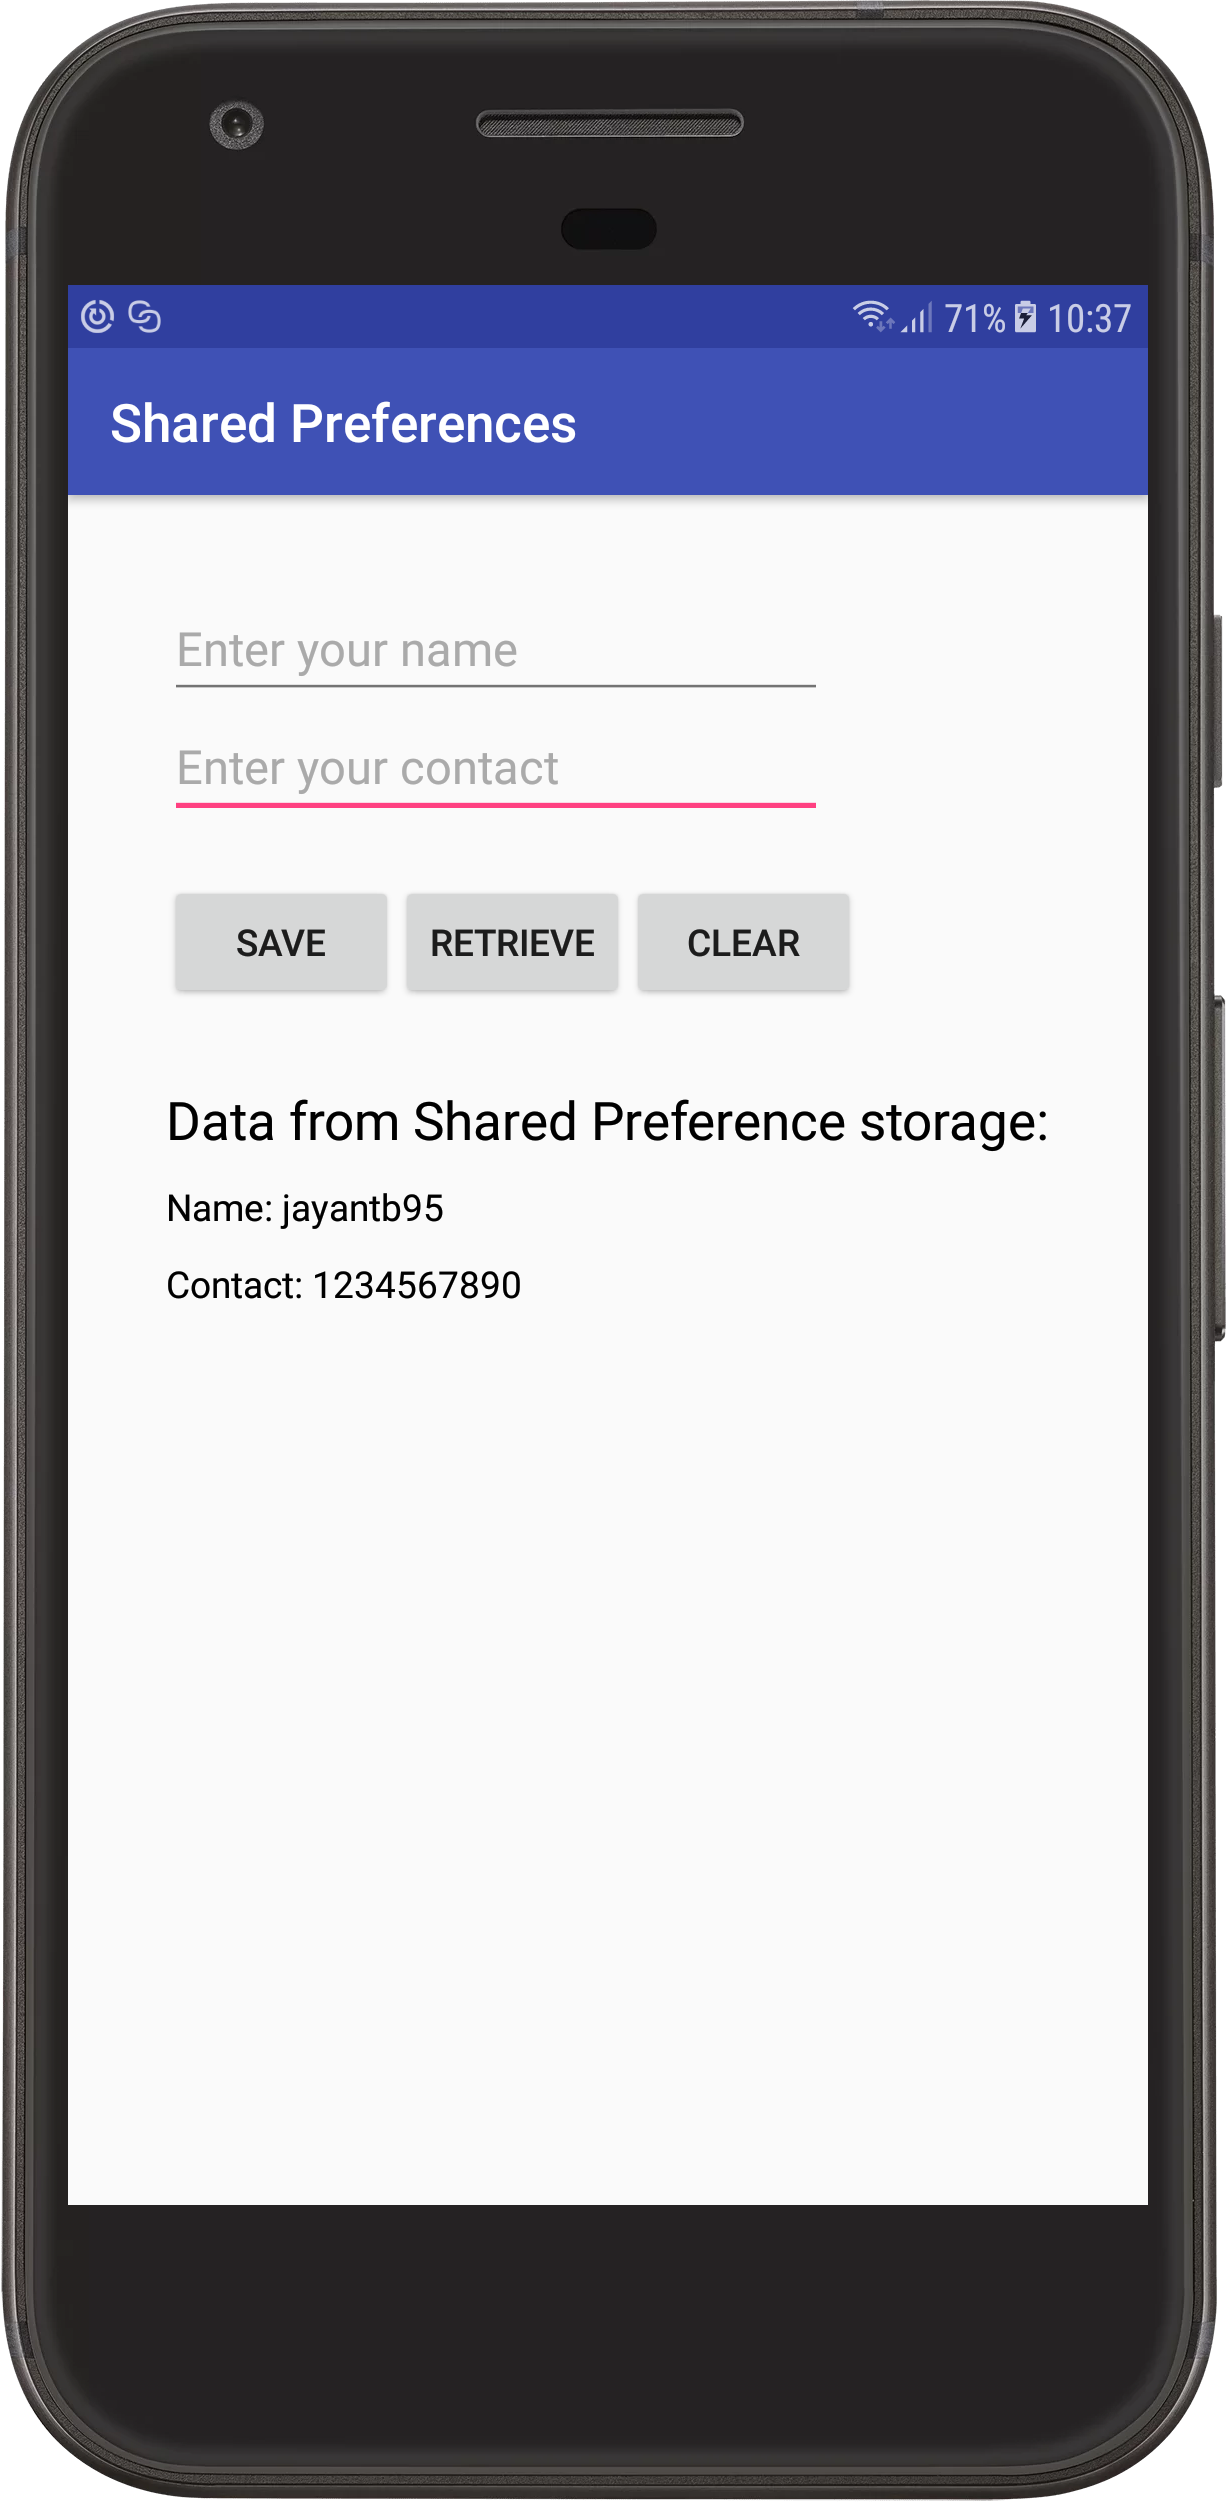 71% 10:37
Shared Preferences
Enter your name
Enter your contact
SAVE RETRIEVE CLEAR
Data from Shared Preference storage:
Name: jayantb95
Contact: 1234567890